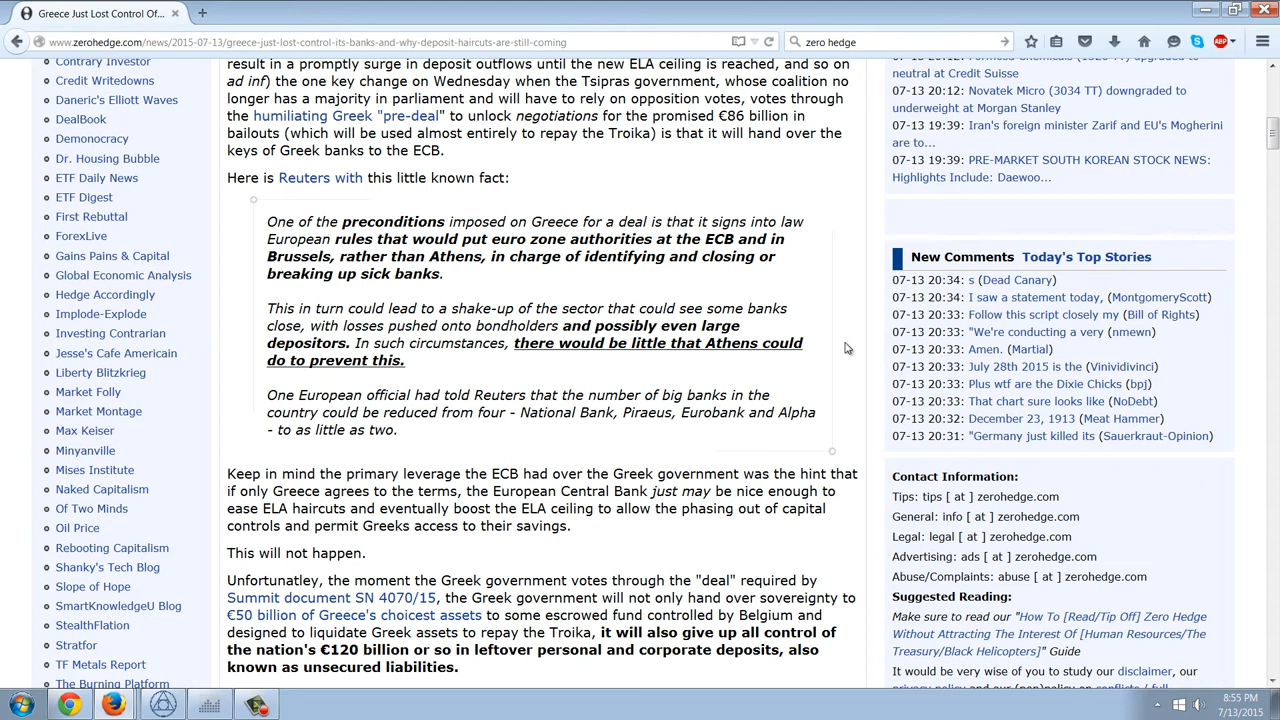 Greece Just Lost Control Of...
www.zerohedge.com/news/2015-07-13/greece-just-lost-control-its-banks-and-why-deposit-haircuts-are-still-coming
zero hedge
ABP
Contrary Investor
Credit Writedowns
Daneric's Elliott Waves
DealBook
Demonocracy
Dr. Housing Bubble
ETF Daily News
ETF Digest
First Rebuttal
ForexLive
Gains Pains & Capital
Global Economic Analysis
Hedge Accordingly
Implode-Explode
Investing Contrarian
Jesse's Cafe Americain
Liberty Blitzkrieg
Market Folly
Market Montage
Max Keiser
Minyanville
Mises Institute
Naked Capitalism
Of Two Minds
Oil Price
Rebooting Capitalism
Shanky's Tech Blog
Slope of Hope
SmartKnowledgeU Blog
StealthFlation
Stratfor
TF Metals Report
The Burning Platform
result in a promptly surge in deposit outflows until the new ELA ceiling is reached, and so on
ad inf) the one key change on Wednesday when the Tsipras government, whose coalition no
longer has a majority in parliament and will have to rely on opposition votes, votes through
the humiliating Greek "pre-deal" to unlock negotiations for the promised €86 billion in
bailouts (which will be used almost entirely to repay the Troika) is that it will hand over the
keys of Greek banks to the ECB.
Here is Reuters with this little known fact:
One of the preconditions imposed on Greece for a deal is that it signs into law
European rules that would put euro zone authorities at the ECB and in
Brussels, rather than Athens, in charge of identifying and closing or
breaking up sick banks.
This in turn could lead to a shake-up of the sector that could see some banks
close, with losses pushed onto bondholders and possibly even large
depositors. In such circumstances, there would be little that Athens could
do to prevent this.
One European official had told Reuters that the number of big banks in the
country could be reduced from four - National Bank, Piraeus, Eurobank and Alpha
- to as little as two.
Keep in mind the primary leverage the ECB had over the Greek government was the hint that
if only Greece agrees to the terms, the European Central Bank just may be nice enough to
ease ELA haircuts and eventually boost the ELA ceiling to allow the phasing out of capital
controls and permit Greeks access to their savings.
This will not happen.
Unfortunatley, the moment the Greek government votes through the "deal" required by
Summit document SN 4070/15, the Greek government will not only hand over sovereignty to
€50 billion of Greece's choicest assets to some escrowed fund controlled by Belgium and
designed to liquidate Greek assets to repay the Troika, it will also give up all control of
the nation's €120 billion or so in leftover personal and corporate deposits, also
known as unsecured liabilities.
neutral at Credit Suisse
07-13 20:12: Novatek Micro (3034 TT) downgraded to
underweight at Morgan Stanley
07-13 19:39: Iran's foreign minister Zarif and EU's Mogherini
are to...
07-13 19:39: PRE-MARKET SOUTH KOREAN STOCK NEWS:
Highlights Include: Daewoo...
New Comments Today's Top Stories
07-13 20:34: s (Dead Canary)
07-13 20:34: I saw a statement today, (MontgomeryScott)
07-13 20:33: Follow this script closely my (Bill of Rights)
07-13 20:33: "We're conducting a very (nmewn)
07-13 20:33: Amen. (Martial)
07-13 20:33: July 28th 2015 is the (Vinividivinci)
07-13 20:33: Plus wtf are the Dixie Chicks (bpj)
07-13 20:33: That chart sure looks like (NoDebt)
07-13 20:32: December 23, 1913 (Meat Hammer)
07-13 20:31: "Germany just killed its (Sauerkraut-Opinion)
Contact Information:
Tips: tips [ at ] zerohedge.com
General: info [ at ] zerohedge.com
Legal: legal [ at ] zerohedge.com
Advertising: ads [ at ] zerohedge.com
Abuse/Complaints: abuse [ at ] zerohedge.com
Suggested Reading:
Make sure to read our "How To [Read/Tip Off] Zero Hedge
Without Attracting The Interest Of [Human Resources/The
Treasury/Black Helicopters]" Guide
It would be very wise of you to study our disclaimer, our
8:55 PM
7/13/2015